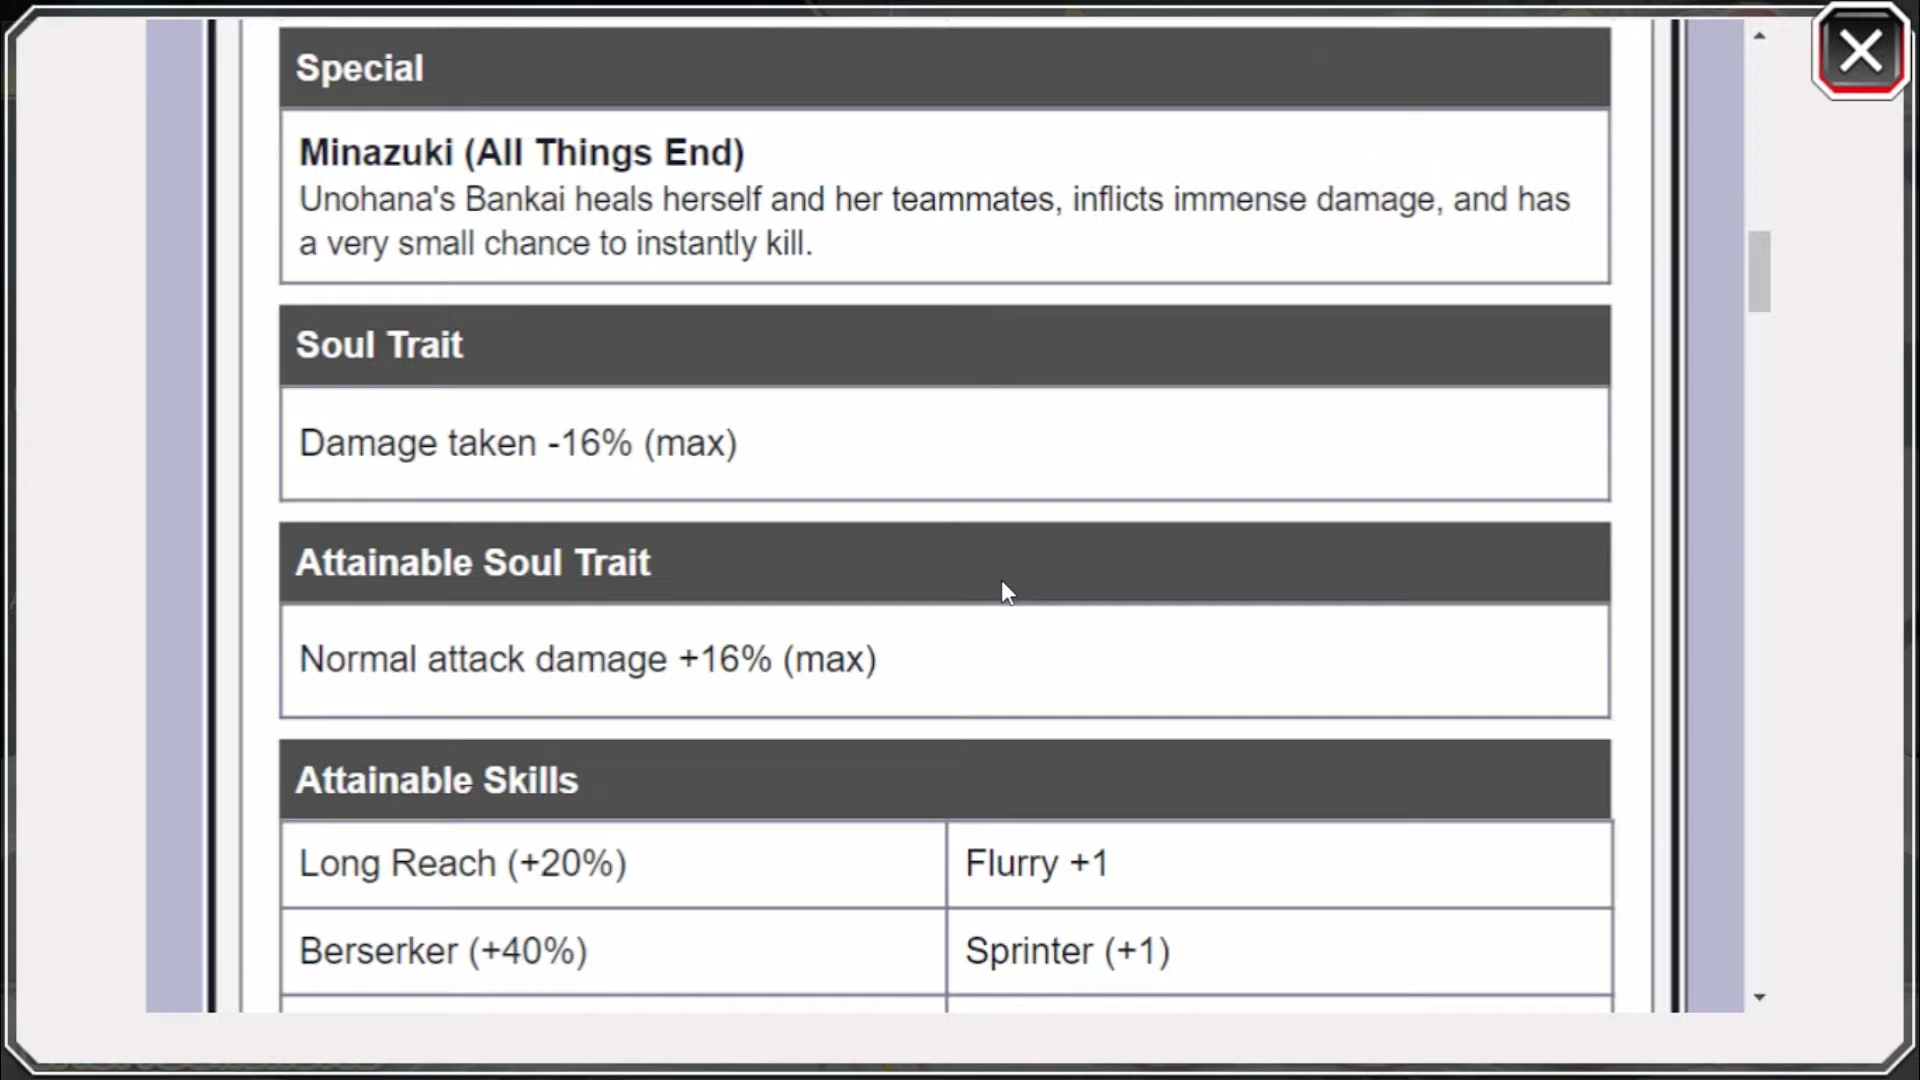 Special
Minazuki (All Things End)
Unohana's Bankai heals herself and her teammates, inflicts immense damage, and has
a very small chance to instantly kill.
Soul Trait
Damage taken -16% (max)
Attainable Soul Trait
Normal attack damage +16% (max)
Attainable Skills
Long Reach (+20%)
Flurry +1
Berserker (+40%)
Sprinter (+1)